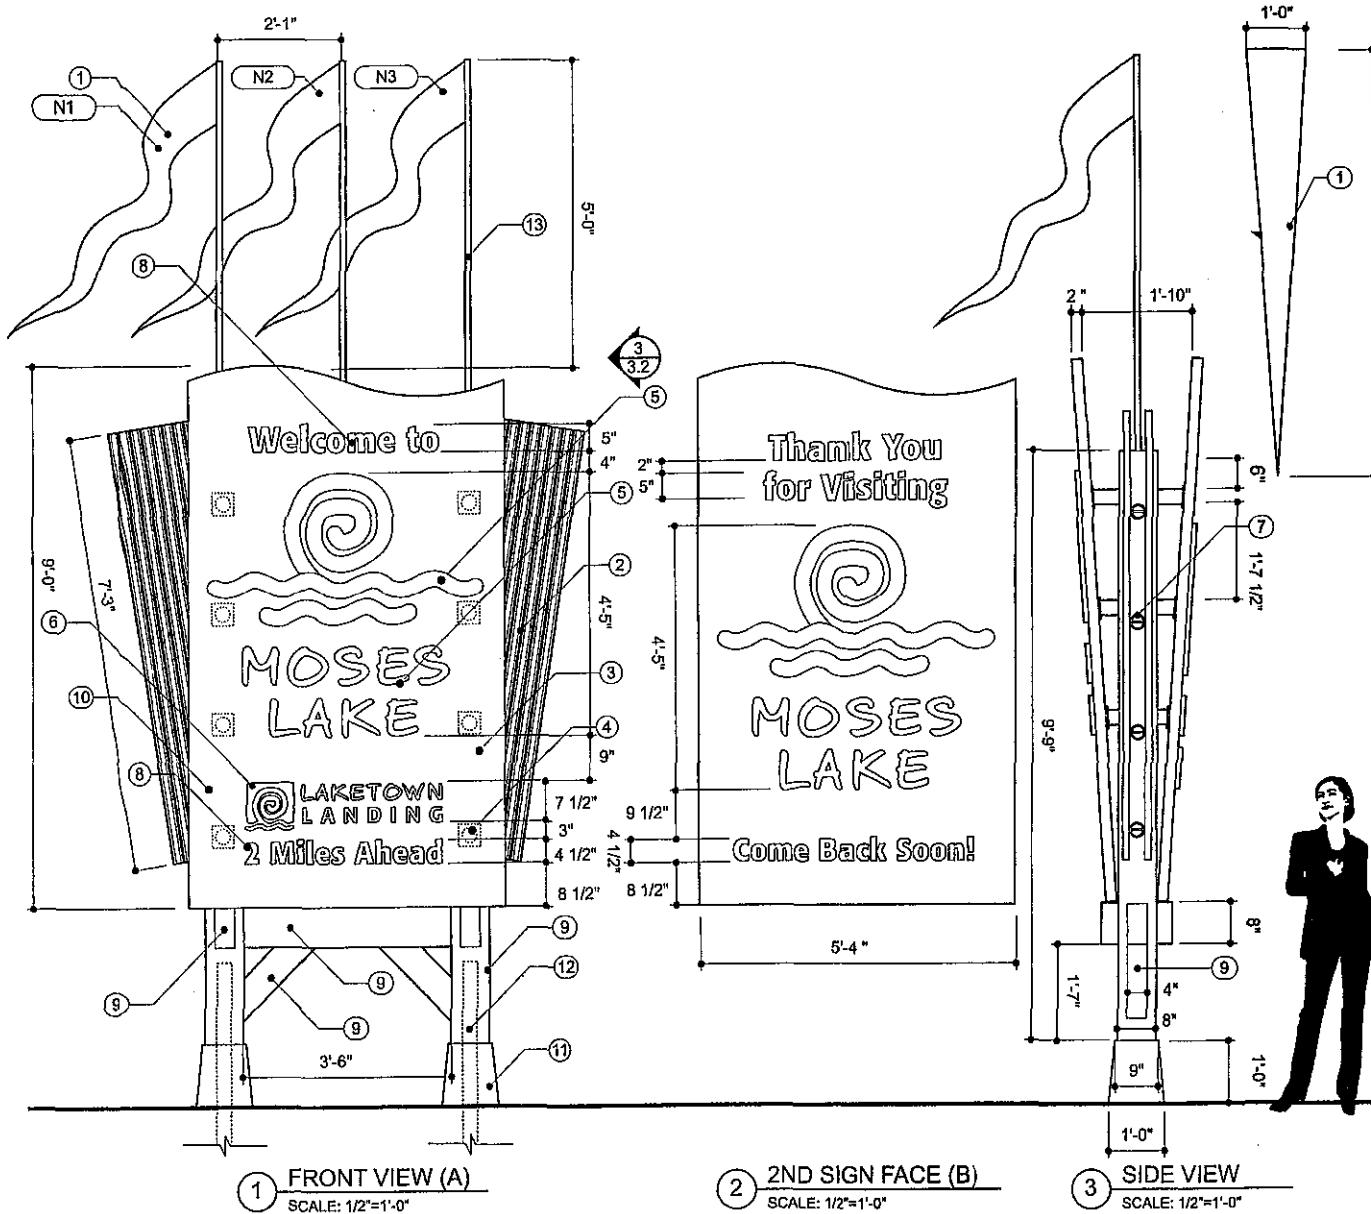 2'-1"
1
N1
N2
N3
5'-0"
13
8
3
3.2
5
Welcome to
5"
4"
5
2
9'-0"
7'-3"
4'-5"
6
MOSES
LAKE
3
10
4
8
9"
LAKETOWN
LANDING
7 1/2"
3"
2 Miles Ahead
4 1/2"
8 1/2"
9
9
12
9
9
3'-6"
11
1 FRONT VIEW (A)
SCALE: 1/2"=1'-0"
Thank You
for Visiting
2"
5"
4'-5"
MOSES
LAKE
9 1/2"
4 1/2"
Come Back Soon!
8 1/2"
5'-4"
2 2ND SIGN FACE (B)
SCALE: 1/2"=1'-0"
1'-0"
1
2" 1'-10"
6"
7
1'-7 1/2"
9'-9"
8"
9
1'-7"
4"
8"
9"
1'-0"
1'-0"
3 SIDE VIEW
SCALE: 1/2"=1'-0"